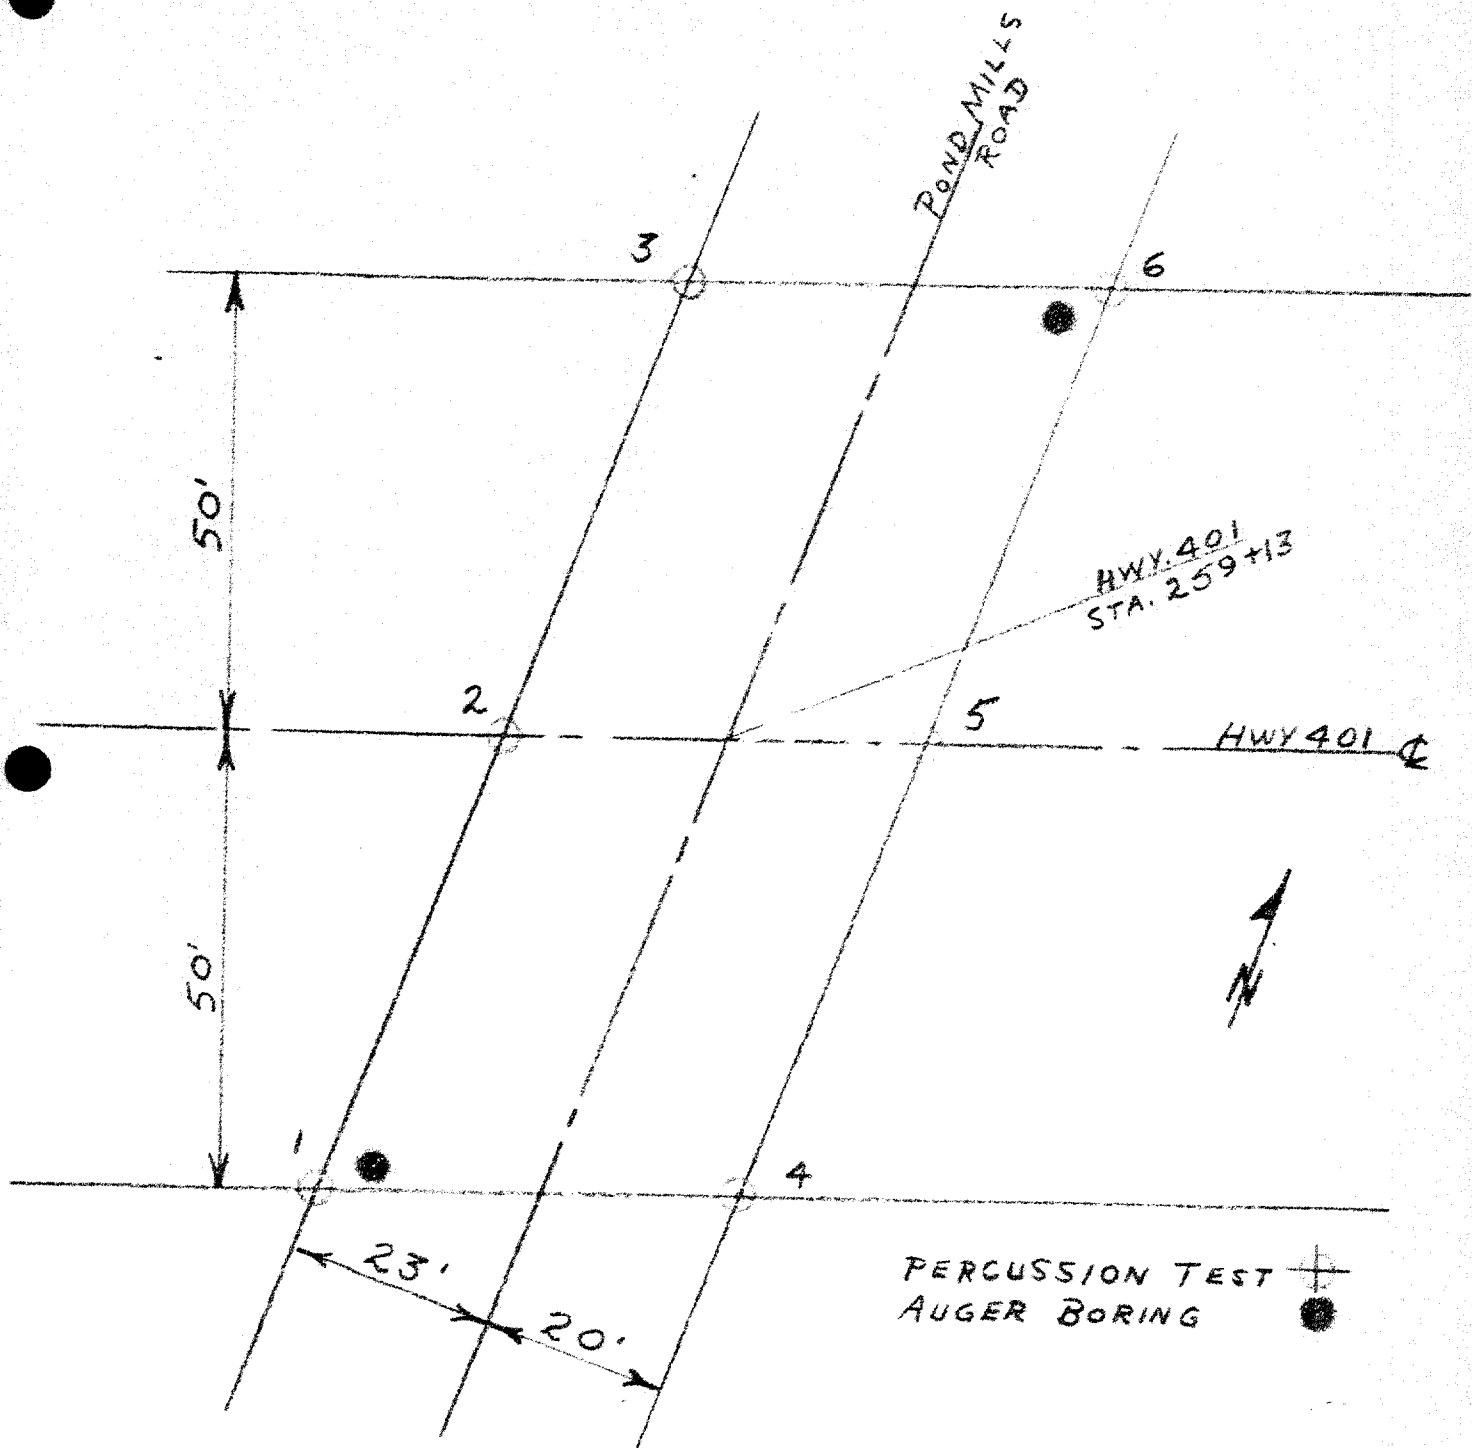 POND MILLS
ROAD
3
6
50'
HWY. 401
STA. 259+13
2
5
HWY 401 ℄
50'
N
1
4
23'
20'
PERCUSSION TEST
AUGER BORING